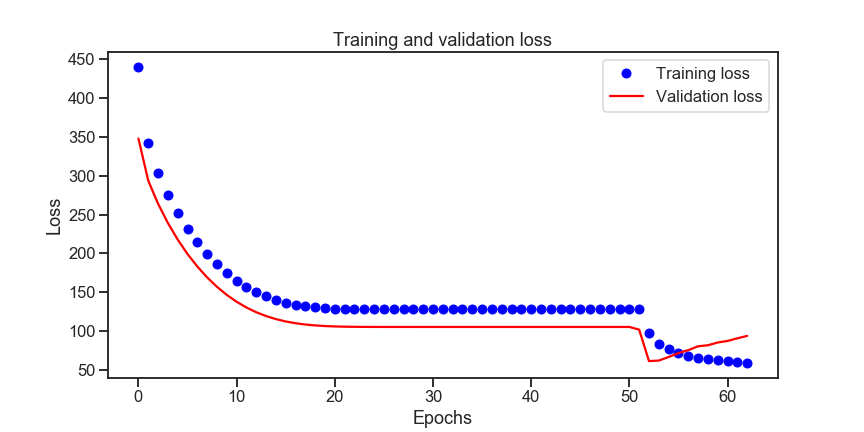 Training and validation loss
450
400
350
300
250
200
150
100
50
Loss
Training loss
Validation loss
0 10 20 30 40 50 60
Epochs